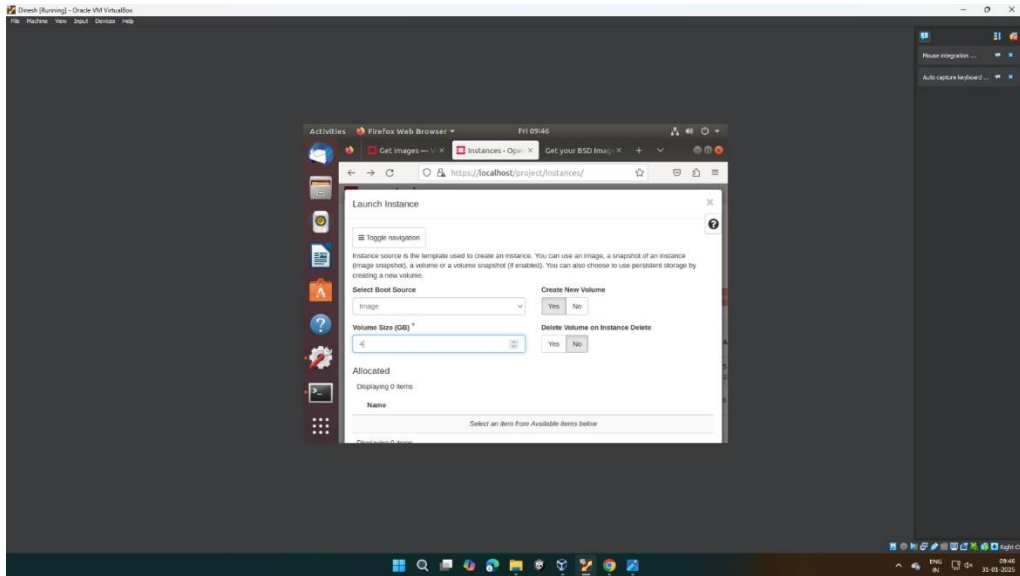 Dinesh [Running] - Oracle VM VirtualBox
File Machine View Input Devices Help
Mouse integration ...
Auto capture keyboard ...
Activities Firefox Web Browser Fri 09:46
Get images — Instances - Open Get your BSD Imag
https://localhost/project/instances/
Launch Instance
Toggle navigation
Instance source is the template used to create an instance. You can use an image, a snapshot of an instance
(image snapshot), a volume or a volume snapshot (if enabled). You can also choose to use persistent storage by
creating a new volume.
Select Boot Source Create New Volume
Image Yes No
Volume Size (GB) * Delete Volume on Instance Delete
4 Yes No
Allocated
Displaying 0 items
Name
Select an item from Available items below
Displaying 0 items
Right C
ENG 09:46
IN 31-01-2025